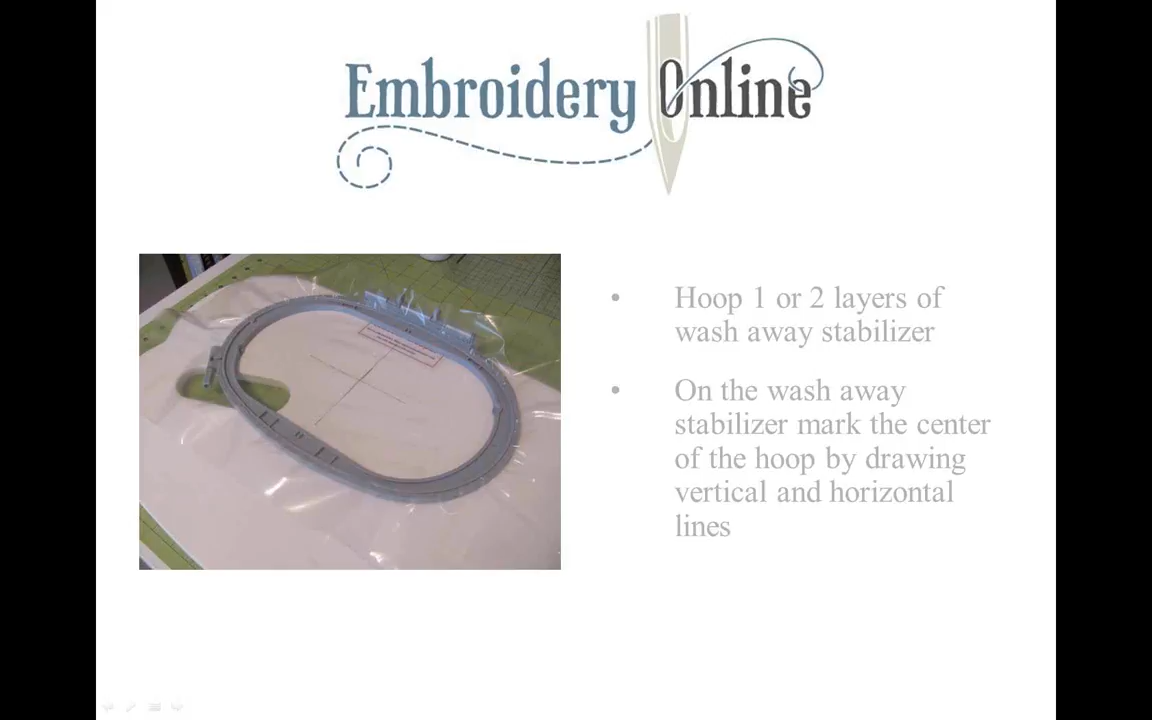 Embroidery Online
• Hoop 1 or 2 layers of
wash away stabilizer
• On the wash away
stabilizer mark the center
of the hoop by drawing
vertical and horizontal
lines